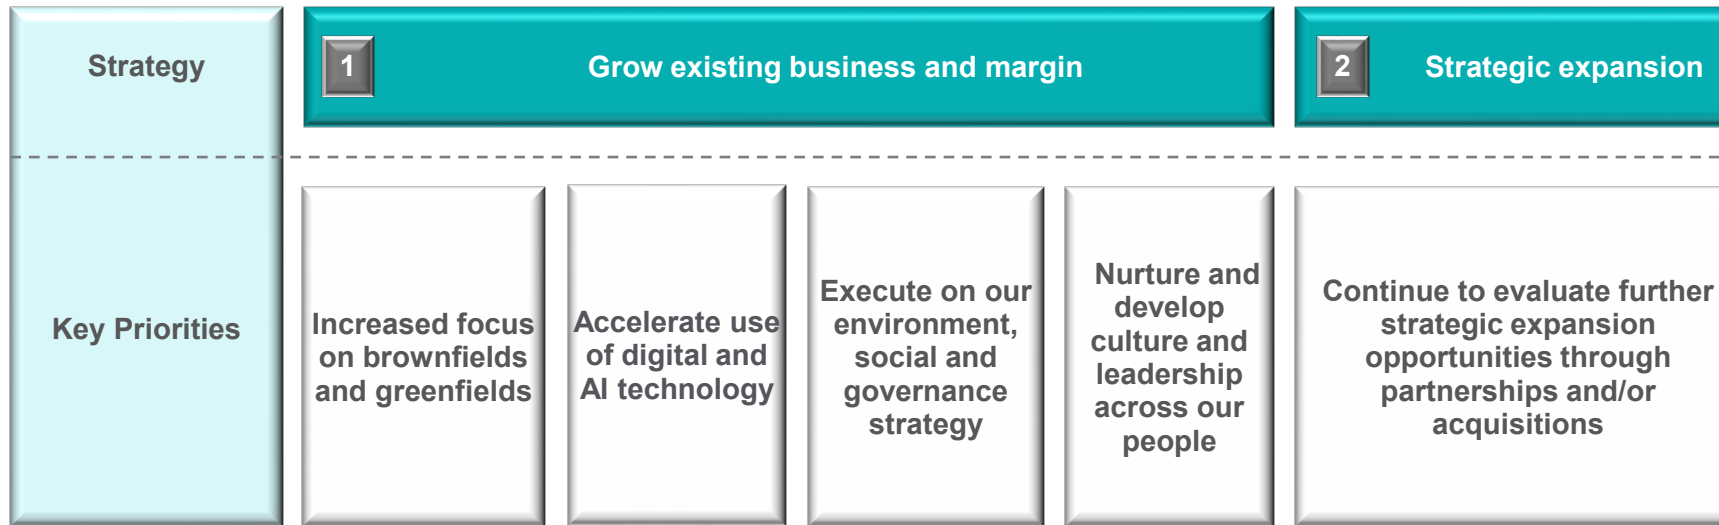 Strategy
1
Grow existing business and margin
2
Strategic expansion
Key Priorities
Increased focus
on brownfields
and greenfields
Accelerate use
of digital and
AI technology
Execute on our
environment,
social and
governance
strategy
Nurture and
develop
culture and
leadership
across our
people
Continue to evaluate further
strategic expansion
opportunities through
partnerships and/or
acquisitions